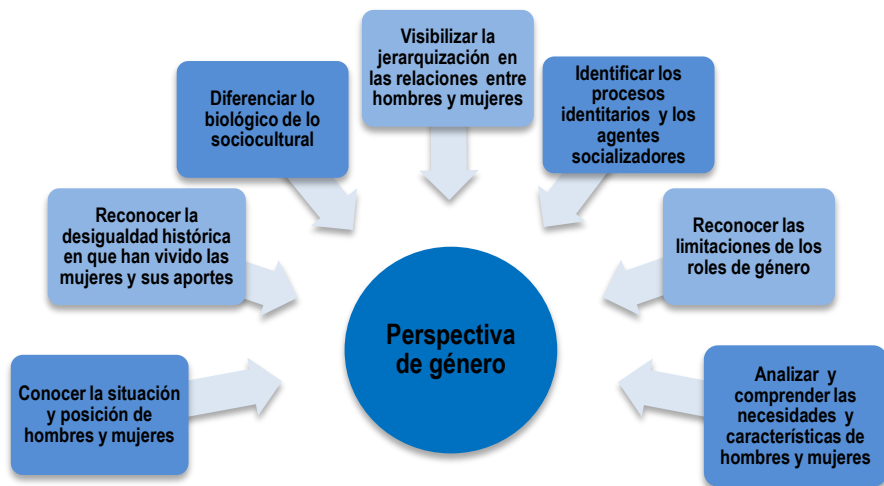 Visibilizar la
jerarquización en
las relaciones entre
hombres y mujeres
Diferenciar lo
biológico de lo
sociocultural
Identificar los
procesos
identitarios y los
agentes
socializadores
Reconocer la
desigualdad histórica
en que han vivido las
mujeres y sus aportes
Reconocer las
limitaciones de los
roles de género
Perspectiva
de género
Conocer la situación
y posición de
hombres y mujeres
Analizar y
comprender las
necesidades y
características de
hombres y mujeres